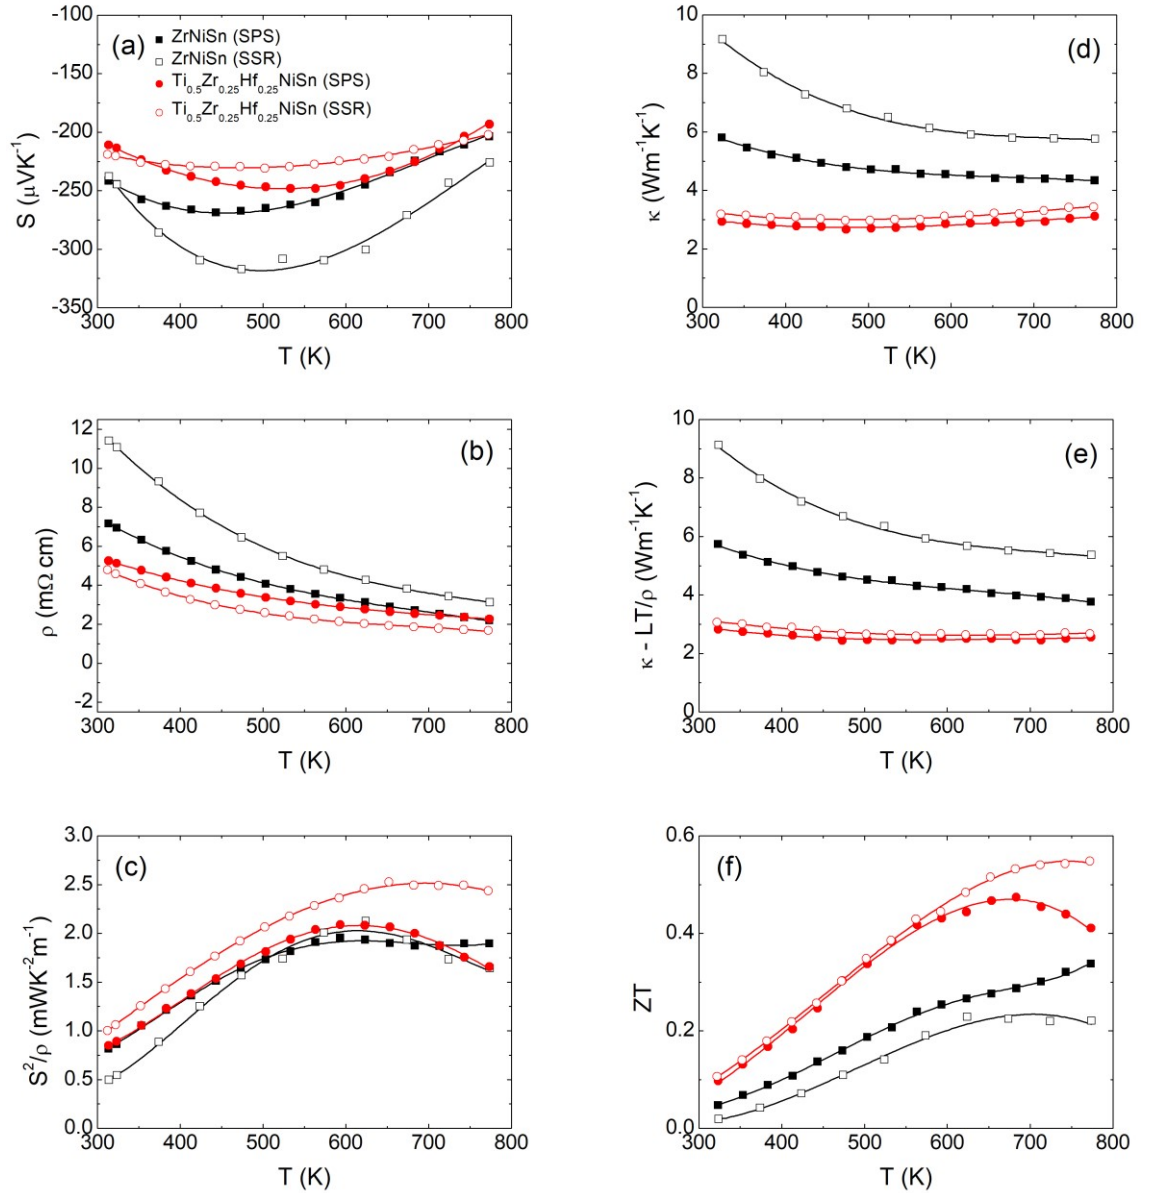 (a)
ZrNiSn (SPS)
ZrNiSn (SSR)
Ti0.5Zr0.25Hf0.25NiSn (SPS)
Ti0.5Zr0.25Hf0.25NiSn (SSR)
-100
-150
-200
-250
-300
-350
S (μVK-1)
300 400 500 600 700 800
T (K)
(d)
10
8
6
4
2
0
κ (Wm-1K-1)
300 400 500 600 700 800
T (K)
(b)
12
10
8
6
4
2
0
-2
ρ (mΩ cm)
300 400 500 600 700 800
T (K)
(e)
10
8
6
4
2
0
κ - LT/ρ (Wm-1K-1)
300 400 500 600 700 800
T (K)
(c)
3.0
2.5
2.0
1.5
1.0
0.5
0.0
S2/ρ (mWK-2m-1)
300 400 500 600 700 800
T (K)
(f)
0.6
0.4
0.2
0.0
ZT
300 400 500 600 700 800
T (K)